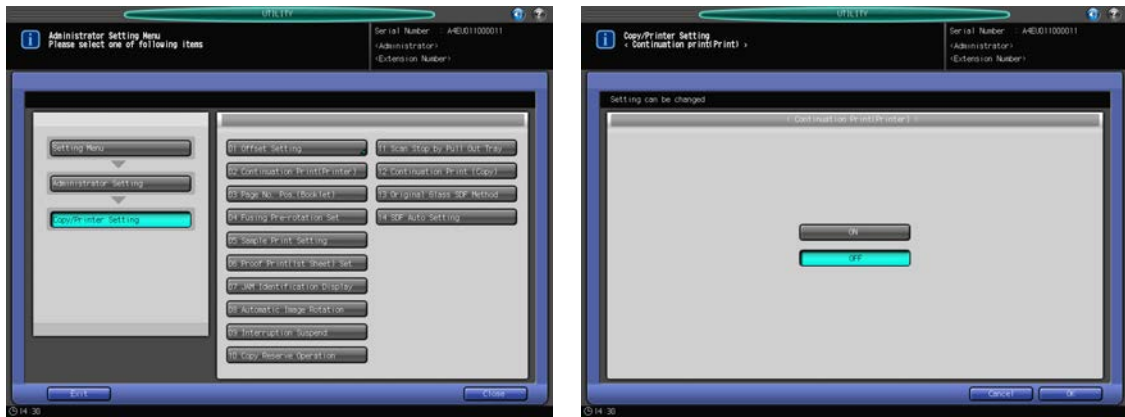 UTILITY
Administrator Setting Menu
Please select one of following items
Serial Number : A4EU011000011
<Administrator>
<Extension Number>
Setting Menu
Administrator Setting
Copy/Printer Setting
01 Offset Setting
02 Continuation Print(Printer)
03 Page No. Pos.(Booklet)
04 Fusing Pre-rotation Set
05 Sample Print Setting
06 Proof Print(1st Sheet) Set
07 JAM Identification Display
08 Automatic Image Rotation
09 Interruption Suspend
10 Copy Reserve Operation
11 Scan Stop by Pull Out Tray
12 Continuation Print (Copy)
13 Original Glass SDF Method
14 SDF Auto Setting
Exit
Close
14:30
UTILITY
Copy/Printer Setting
< Continuation print(Print) >
Serial Number : A4EU011000011
<Administrator>
<Extension Number>
Setting can be changed
( Continuation Print(Printer) )
ON
OFF
Cancel
OK
14:30